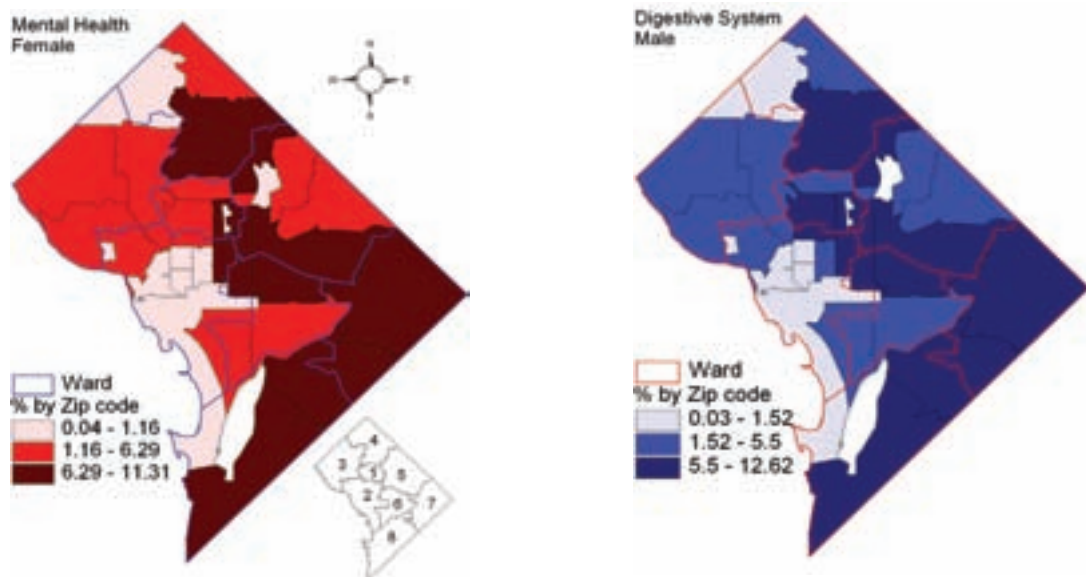 Mental Health
Female
N
E
S
Ward
% by Zip code
0.04 - 1.16
1.16 - 6.29
6.29 - 11.31
4
3
1
5
2
6
7
8
Digestive System
Male
Ward
% by Zip code
0.03 - 1.52
1.52 - 5.5
5.5 - 12.62